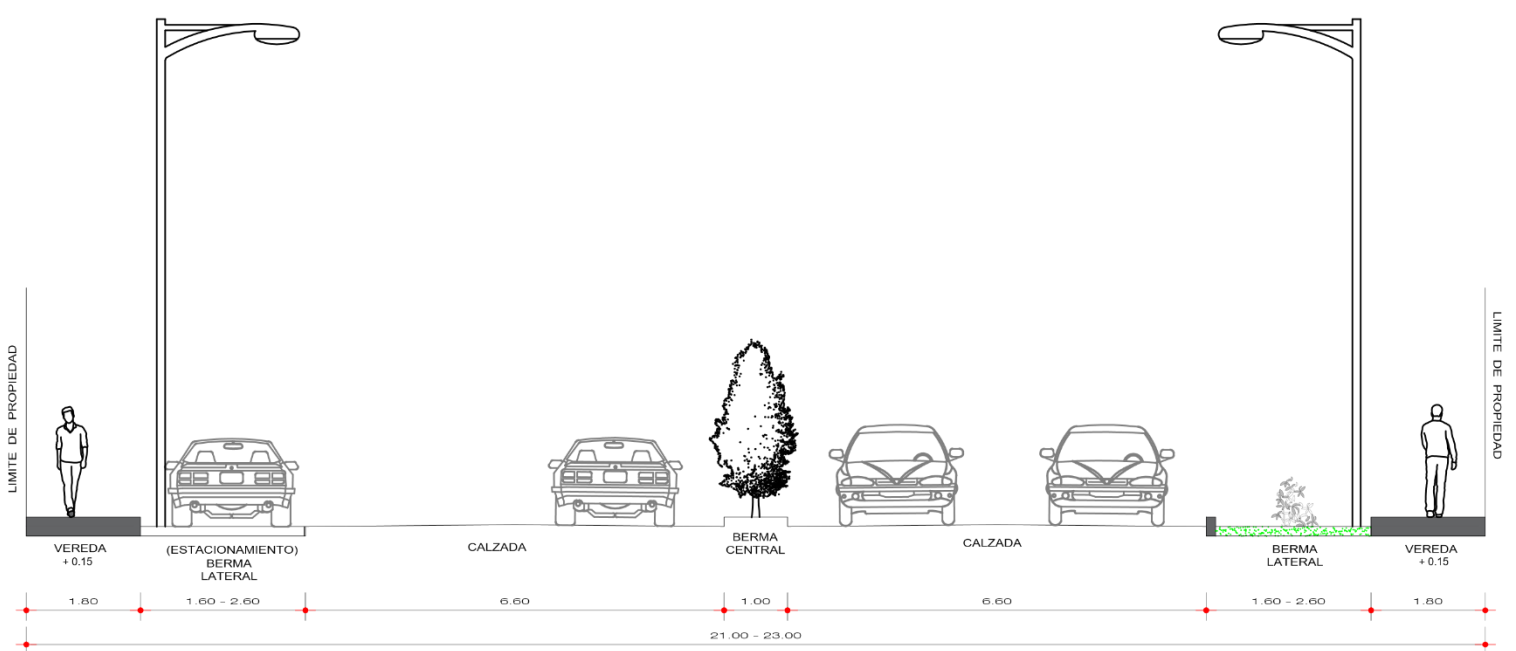 LIMITE DE PROPIEDAD
LIMITE DE PROPIEDAD
VEREDA
+ 0.15
(ESTACIONAMIENTO)
BERMA
LATERAL
CALZADA
BERMA
CENTRAL
CALZADA
BERMA
LATERAL
VEREDA
+ 0.15
1.80
1.60 - 2.60
6.60
1.00
6.60
1.60 - 2.60
1.80
21.00 - 23.00